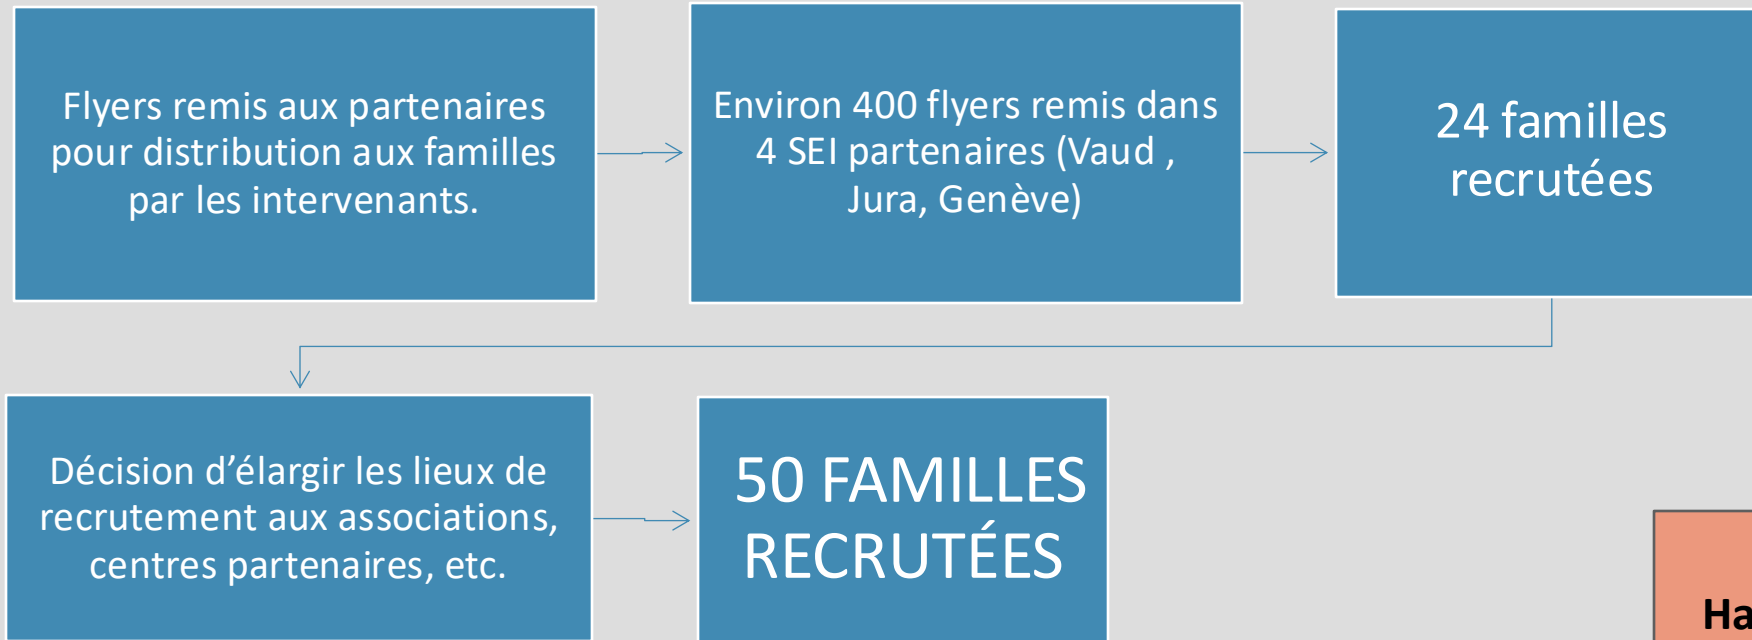 Flyers remis aux partenaires
pour distribution aux familles
par les intervenants.
Environ 400 flyers remis dans
4 SEI partenaires (Vaud ,
Jura, Genève)
24 familles
recrutées
Décision d’élargir les lieux de
recrutement aux associations,
centres partenaires, etc.
50 FAMILLES
RECRUTÉES